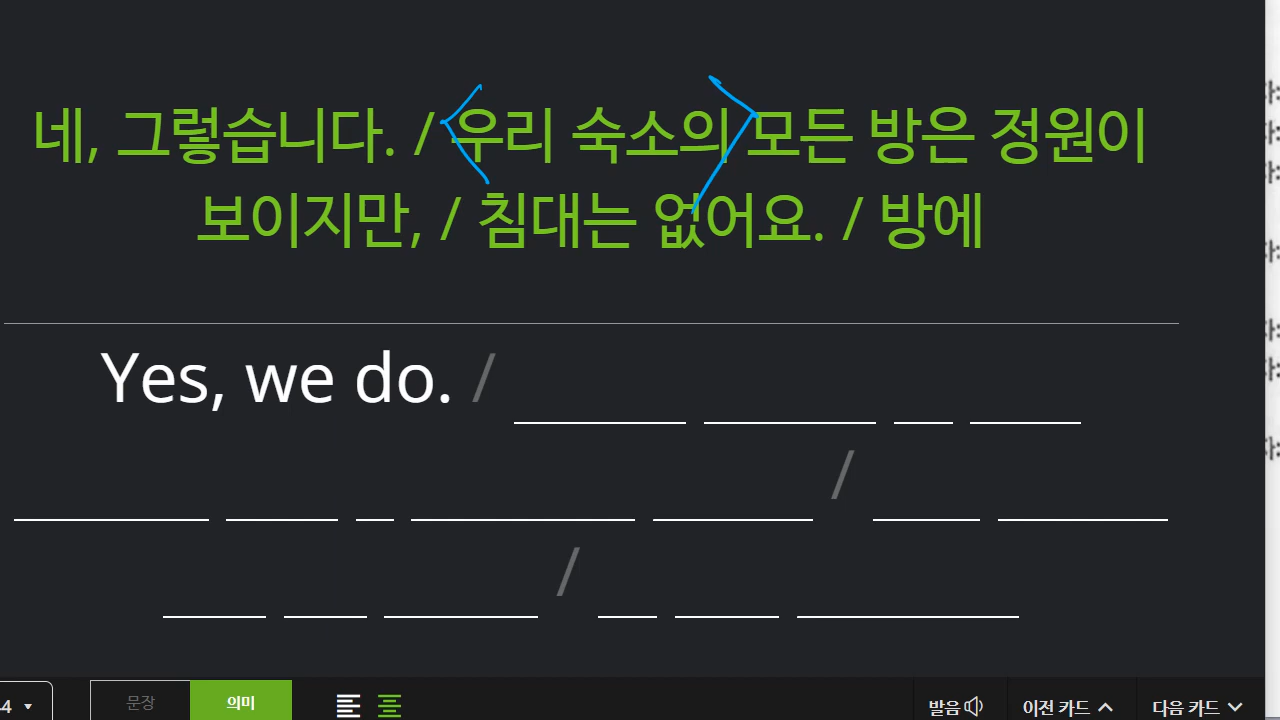 네, 그렇습니다. / 우리 숙소의 모든 방은 정원이
보이지만, / 침대는 없어요. / 방에
Yes, we do. /
/
/
4
문장
의미
발음
이전 카드
다음 카드